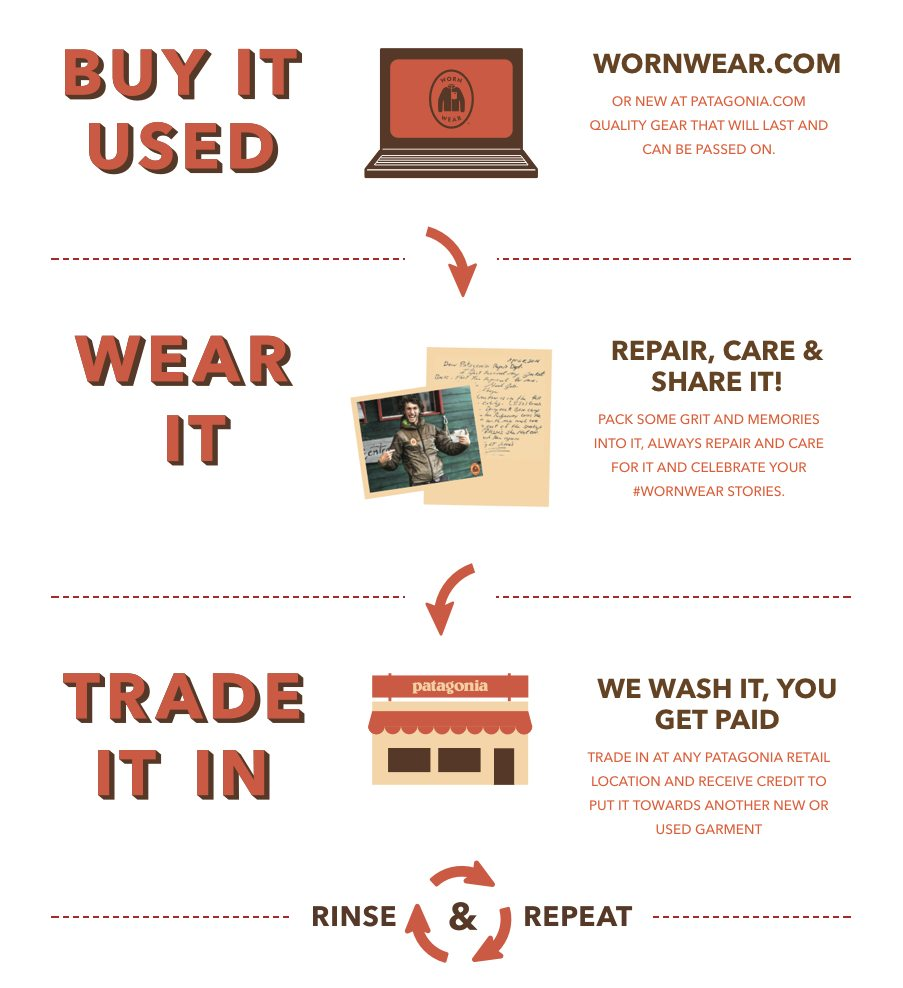 BUY IT
USED
WORN
WEAR
WORNWEAR.COM
OR NEW AT PATAGONIA.COM
QUALITY GEAR THAT WILL LAST AND
CAN BE PASSED ON.
WEAR
IT
REPAIR, CARE &
SHARE IT!
PACK SOME GRIT AND MEMORIES
INTO IT, ALWAYS REPAIR AND CARE
FOR IT AND CELEBRATE YOUR
#WORNWEAR STORIES.
TRADE
IT IN
patagonia
WE WASH IT, YOU
GET PAID
TRADE IN AT ANY PATAGONIA RETAIL
LOCATION AND RECEIVE CREDIT TO
PUT IT TOWARDS ANOTHER NEW OR
USED GARMENT
RINSE & REPEAT